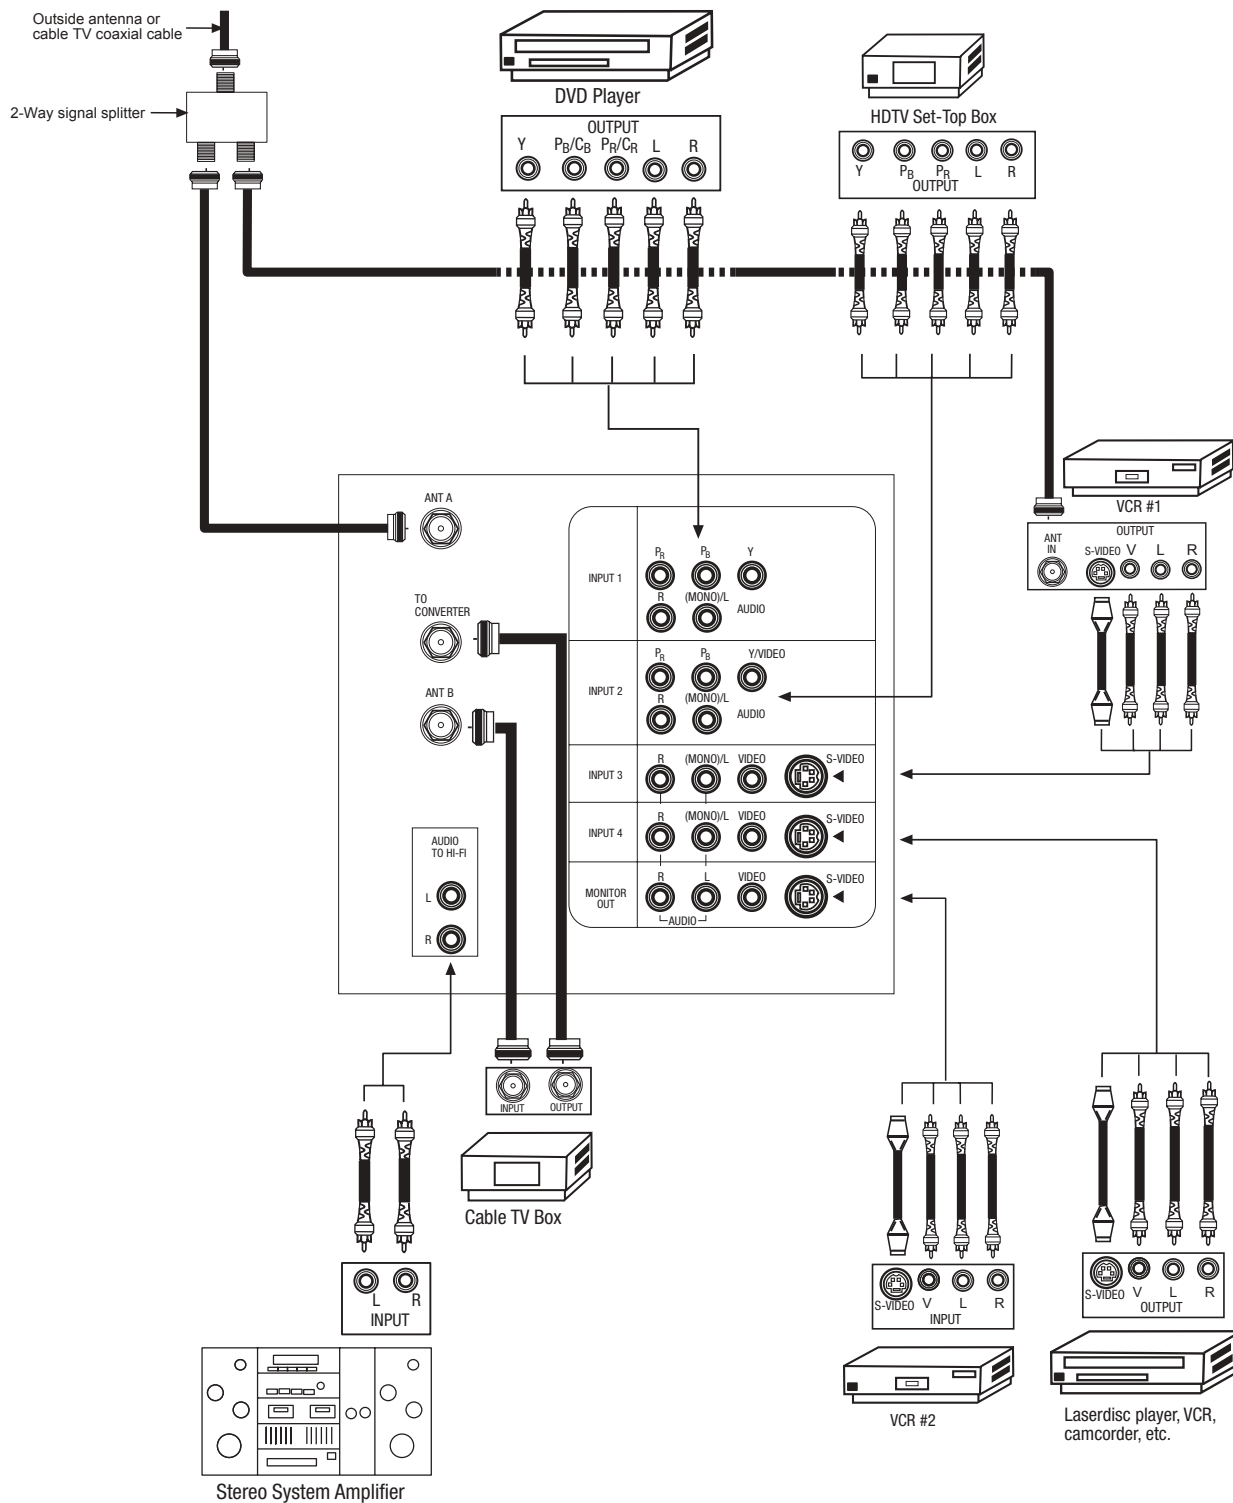 Outside antenna or
cable TV coaxial cable
2-Way signal splitter
DVD Player
OUTPUT
Y PB/CB PR/CR L R
HDTV Set-Top Box
Y PB PR L R
OUTPUT
VCR #1
OUTPUT
ANT
IN
S-VIDEO V L R
ANT A
TO
CONVERTER
ANT B
AUDIO
TO HI-FI
L
R
INPUT 1
PR PB Y
R (MONO)/L AUDIO
INPUT 2
PR PB Y/VIDEO
R (MONO)/L AUDIO
INPUT 3
R (MONO)/L VIDEO S-VIDEO
INPUT 4
R (MONO)/L VIDEO S-VIDEO
MONITOR
OUT
R L VIDEO S-VIDEO
AUDIO
INPUT OUTPUT
Cable TV Box
L R
INPUT
Stereo System Amplifier
S-VIDEO V L R
INPUT
VCR #2
S-VIDEO V L R
OUTPUT
Laserdisc player, VCR,
camcorder, etc.